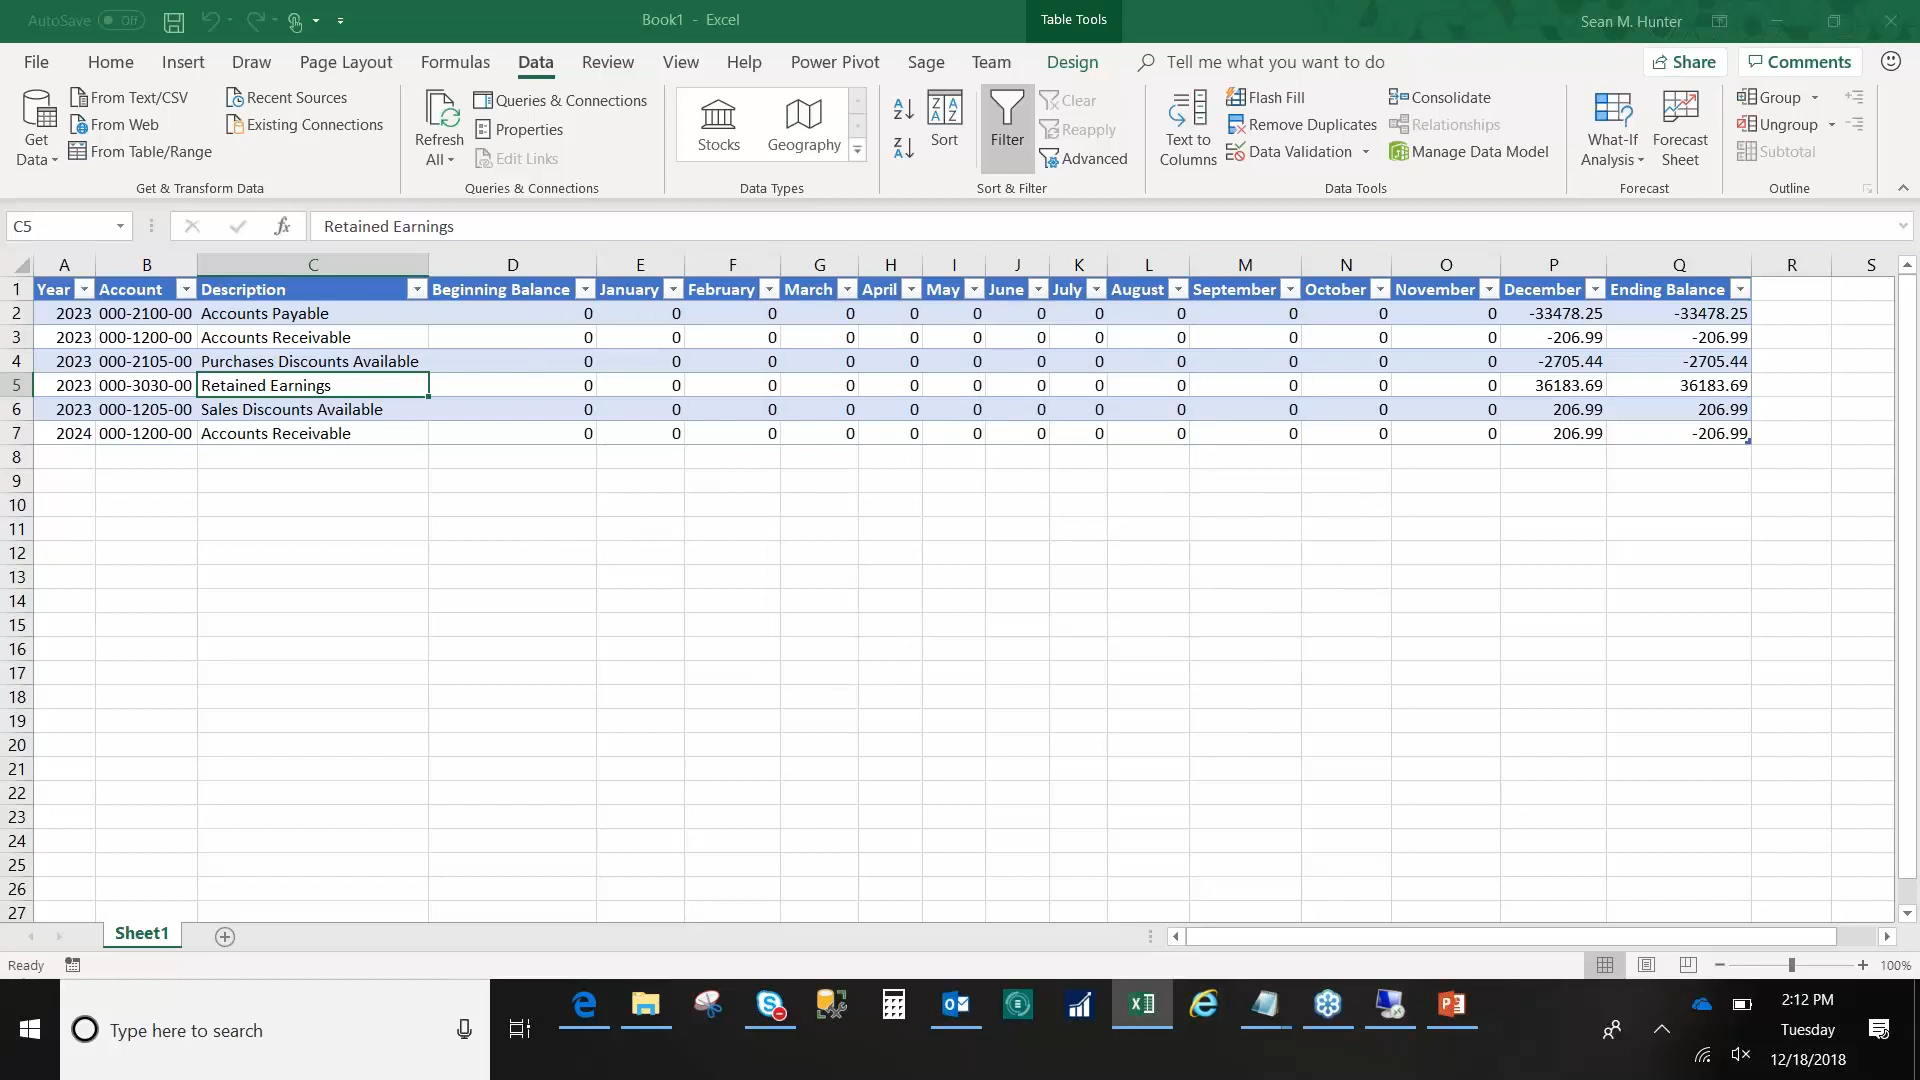 AutoSave Off Book1 - Excel Table Tools Sean M. Hunter
File Home Insert Draw Page Layout Formulas Data Review View Help Power Pivot Sage Team Design Tell me what you want to do Share Comments
Get Data From Text/CSV From Web From Table/Range Recent Sources Existing Connections
Get & Transform Data
Refresh All Queries & Connections Properties Edit Links
Queries & Connections
Stocks Geography
Data Types
Sort Filter Clear Reapply Advanced
Sort & Filter
Text to Columns Flash Fill Remove Duplicates Data Validation Consolidate Relationships Manage Data Model
Data Tools
What-If Analysis Forecast Sheet
Forecast
Group Ungroup Subtotal
Outline
C5 fx Retained Earnings
A B C D E F G H I J K L M N O P Q R S
1 Year Account Description Beginning Balance January February March April May June July August September October November December Ending Balance
2 2023 000-2100-00 Accounts Payable 0 0 0 0 0 0 0 0 0 0 0 0 -33478.25 -33478.25
3 2023 000-1200-00 Accounts Receivable 0 0 0 0 0 0 0 0 0 0 0 0 -206.99 -206.99
4 2023 000-2105-00 Purchases Discounts Available 0 0 0 0 0 0 0 0 0 0 0 0 -2705.44 -2705.44
5 2023 000-3030-00 Retained Earnings 0 0 0 0 0 0 0 0 0 0 0 0 36183.69 36183.69
6 2023 000-1205-00 Sales Discounts Available 0 0 0 0 0 0 0 0 0 0 0 0 206.99 206.99
7 2024 000-1200-00 Accounts Receivable 0 0 0 0 0 0 0 0 0 0 0 0 206.99 -206.99
8
9
10
11
12
13
14
15
16
17
18
19
20
21
22
23
24
25
26
27
Sheet1
Ready 100%
Type here to search
2:12 PM
Tuesday
12/18/2018